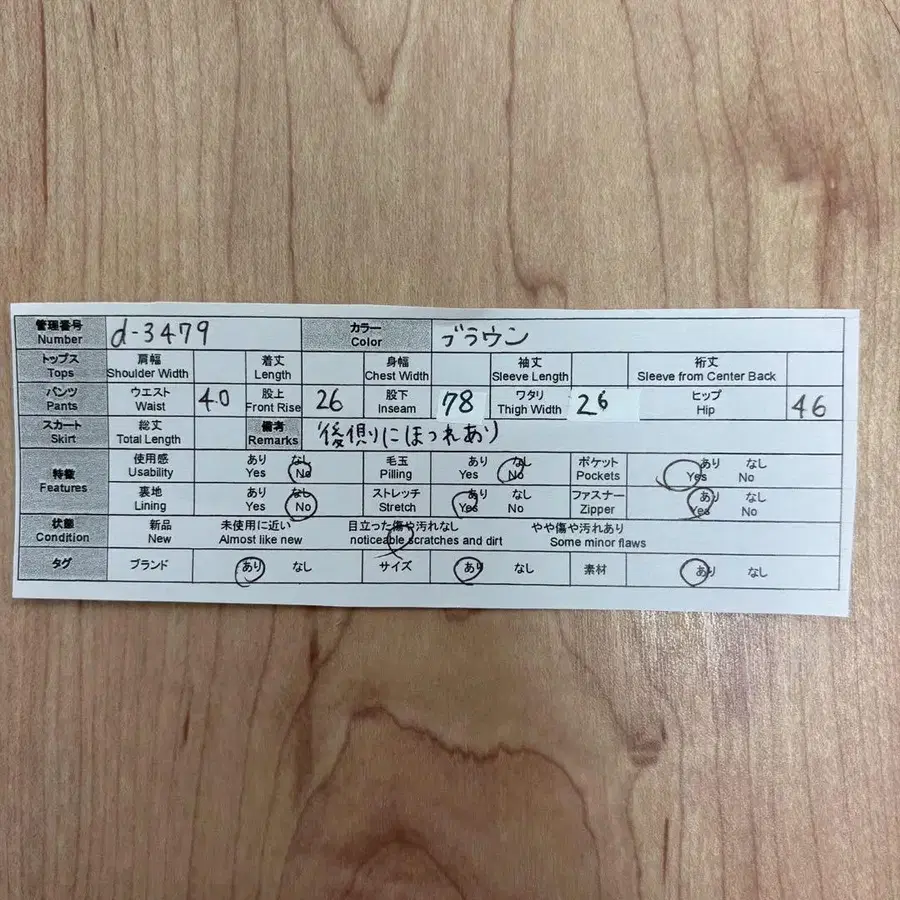 管理番号 d-3479 カラー ブラウン
Number Color
トップス 肩幅 着丈 身幅 袖丈 裄丈
Tops Shoulder Width Length Chest Width Sleeve Length Sleeve from Center Back
パンツ ウエスト 40 股上 26 股下 78 ワタリ 26 ヒップ 46
Pants Waist Front Rise Inseam Thigh Width Hip
スカート 総丈 備考 後側にほつれあり
Skirt Total Length Remarks
特徴 使用感 あり なし 毛玉 あり なし ポケット あり なし
Features Usability Yes No Pilling Yes No Pockets Yes No
裏地 あり なし ストレッチ あり なし ファスナー あり なし
Lining Yes No Stretch Yes No Zipper Yes No
状態 新品 未使用に近い 目立った傷や汚れなし やや傷や汚れあり
Condition New Almost like new noticeable scratches and dirt Some minor flaws
タグ ブランド あり なし サイズ あり なし 素材 あり なし